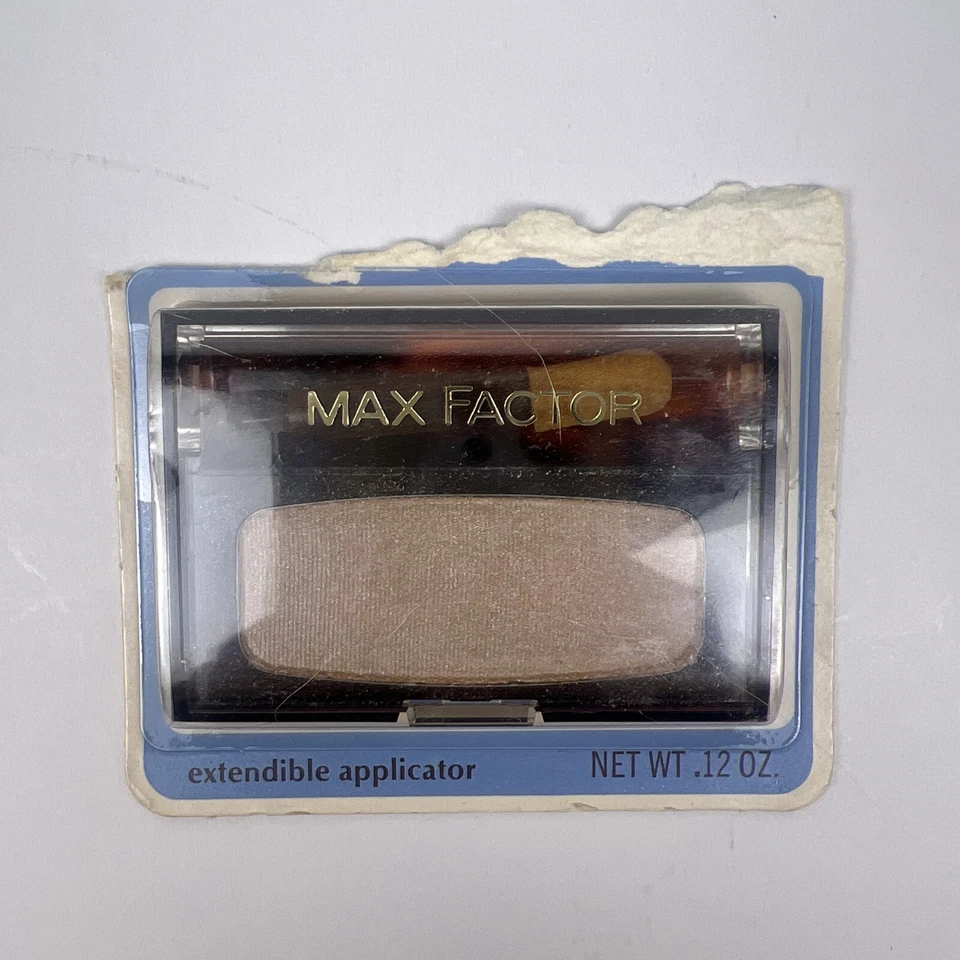 MAX FACTOR
extendible applicator NET WT .12 OZ.